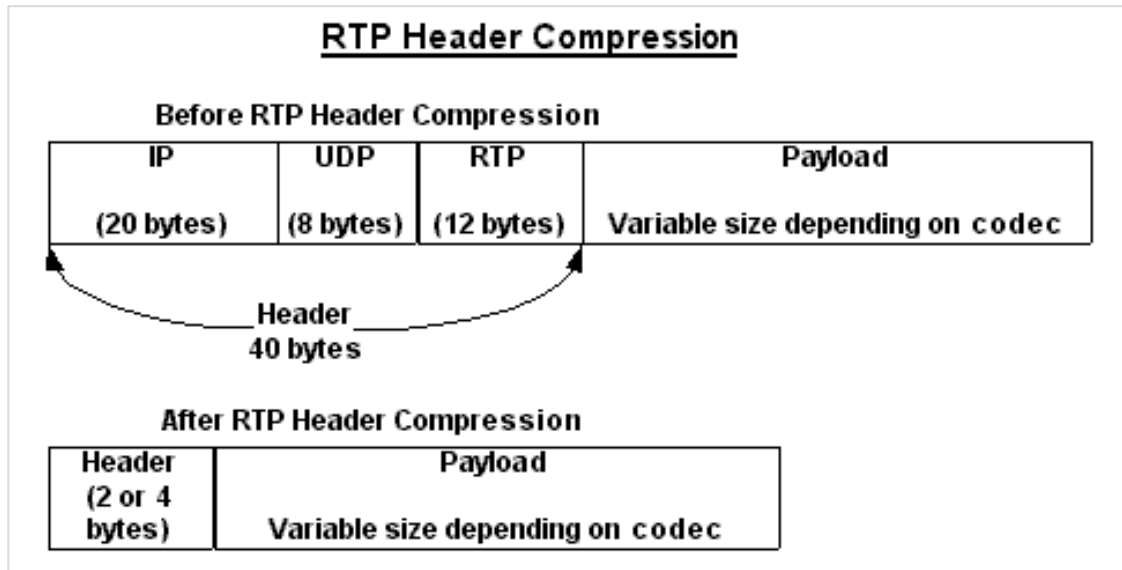 RTP Header Compression
Before RTP Header Compression
IP UDP RTP Payload
(20 bytes) (8 bytes) (12 bytes) Variable size depending on codec
Header
40 bytes
After RTP Header Compression
Header Payload
(2 or 4
bytes) Variable size depending on codec